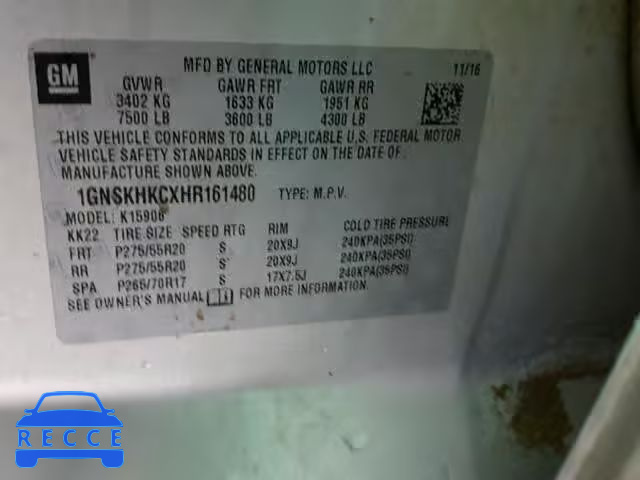 GM
MFD BY GENERAL MOTORS LLC 11/16
GVWR GAWR FRT GAWR RR
3402 KG 1633 KG 1951 KG
7500 LB 3600 LB 4300 LB
THIS VEHICLE CONFORMS TO ALL APPLICABLE U.S. FEDERAL MOTOR
VEHICLE SAFETY STANDARDS IN EFFECT ON THE DATE OF
MANUFACTURE SHOWN ABOVE.
1GNSKHKCXHR161480 TYPE: M.P.V.
MODEL: K15906
KK22 TIRE SIZE SPEED RTG RIM COLD TIRE PRESSURE
FRT P275/55R20 S 20X9J 240KPA(35PSI)
RR P275/55R20 S 20X9J 240KPA(35PSI)
SPA P265/70R17 S 17X7.5J 240KPA(35PSI)
SEE OWNER'S MANUAL FOR MORE INFORMATION.
RECCE